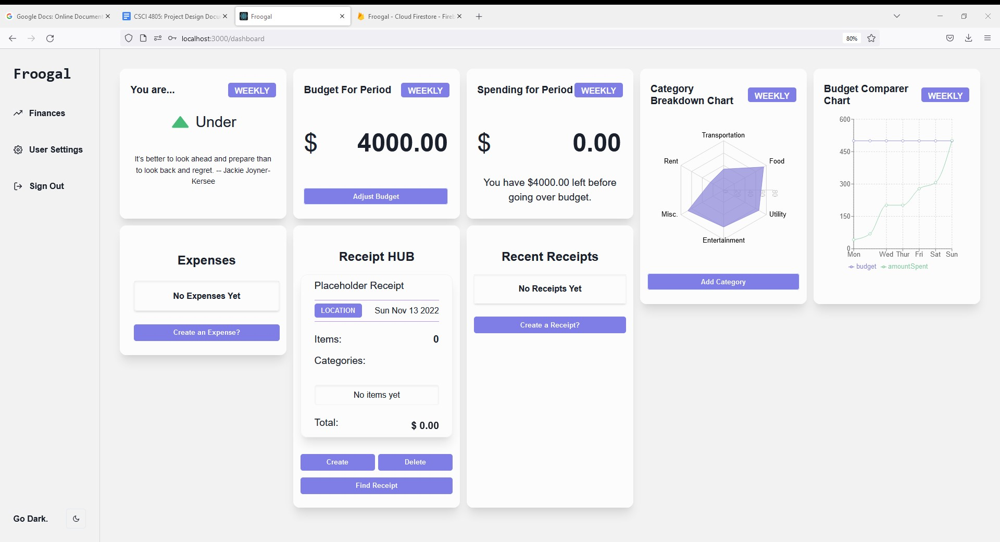 Google Docs: Online Documen
CSCI 4805: Project Design Docu
Froogal
Froogal - Cloud Firestore - Fireb
localhost:3000/dashboard
80%
Froogal
Finances
User Settings
Sign Out
Go Dark.
You are...
WEEKLY
Under
It's better to look ahead and prepare than
to look back and regret. -- Jackie Joyner-
Kersee
Budget For Period
WEEKLY
$ 4000.00
Adjust Budget
Spending for Period
WEEKLY
$ 0.00
You have $4000.00 left before
going over budget.
Category
Breakdown Chart
WEEKLY
Transportation
Rent
Food
0 20 40 60 80
Misc.
Utility
Entertainment
Add Category
Budget Comparer
Chart
WEEKLY
600
450
300
150
0
Mon Wed Thur Fri Sat Sun
budget amountSpent
Expenses
No Expenses Yet
Create an Expense?
Receipt HUB
Placeholder Receipt
LOCATION Sun Nov 13 2022
Items: 0
Categories:
No items yet
Total: $ 0.00
Create Delete
Find Receipt
Recent Receipts
No Receipts Yet
Create a Receipt?